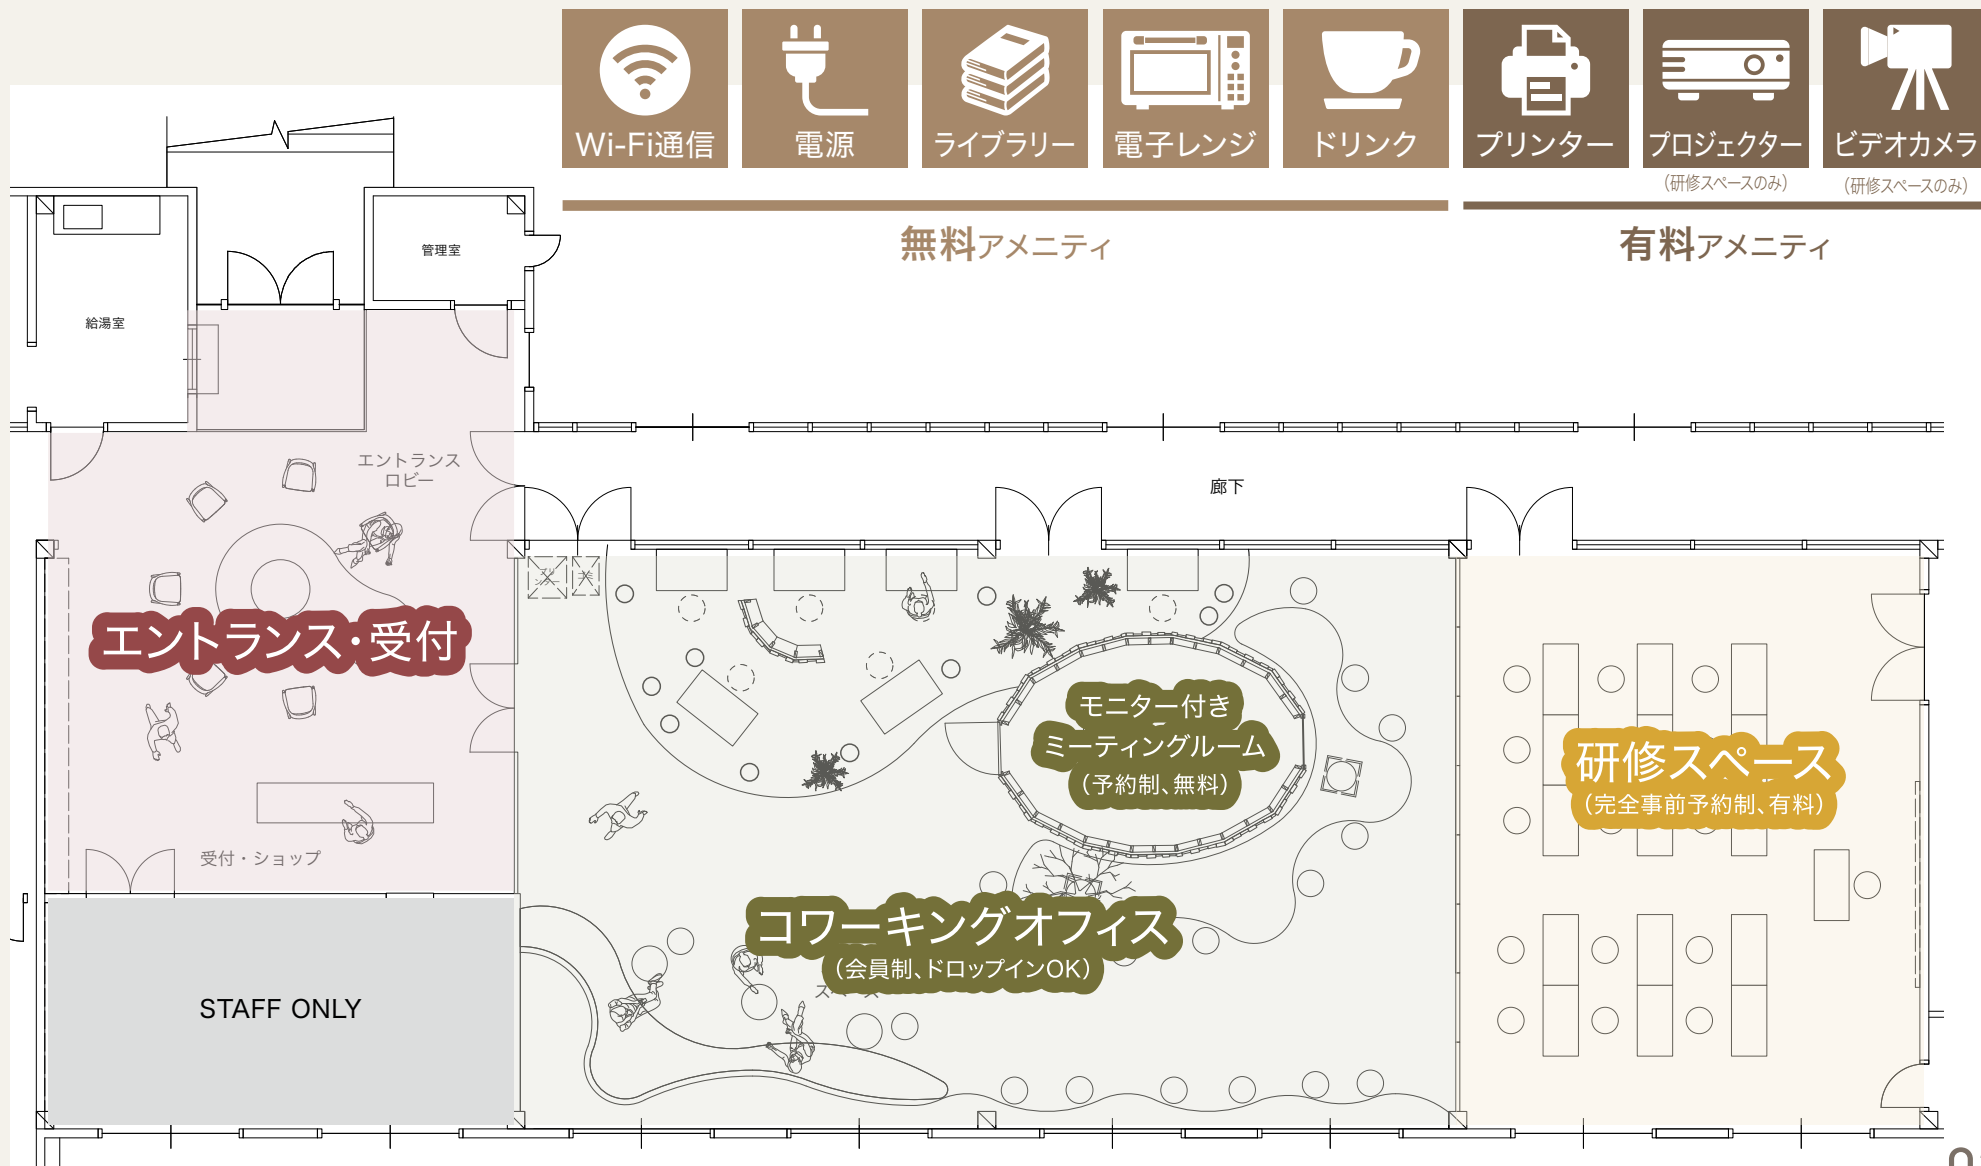 Wi-Fi通信
電源
ライブラリー
電子レンジ
ドリンク
プリンター
プロジェクター
ビデオカメラ
(研修スペースのみ)
(研修スペースのみ)
無料アメニティ
有料アメニティ
管理室
給湯室
エントランス
ロビー
廊下
エントランス・受付
モニター付き
ミーティングルーム
(予約制、無料)
研修スペース
(完全事前予約制、有料)
受付・ショップ
コワーキングオフィス
(会員制、ドロップインOK)
STAFF ONLY